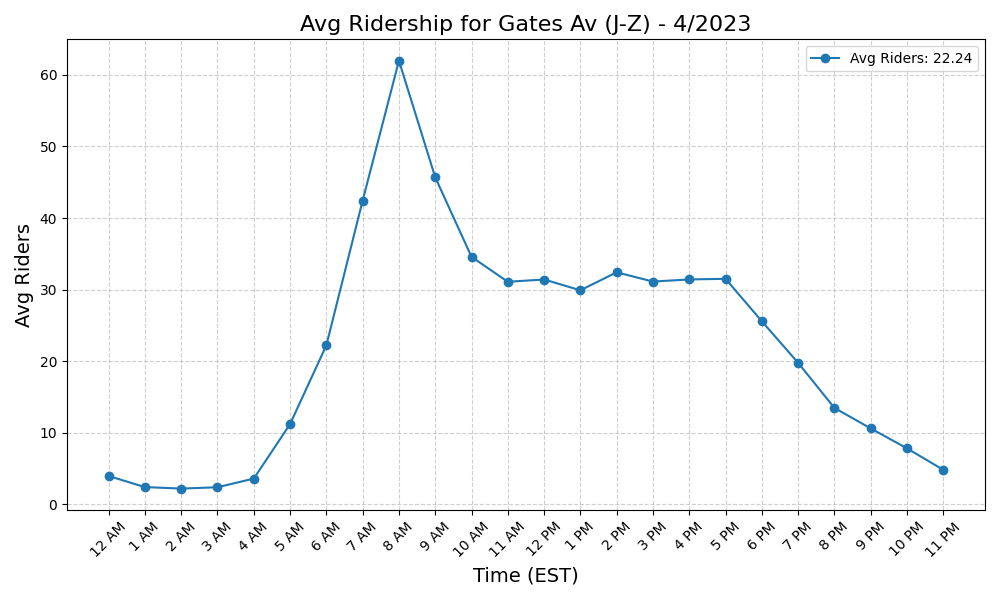 Avg Ridership for Gates Av (J-Z) - 4/2023
Avg Riders: 22.24
Avg Riders
60
50
40
30
20
10
0
12 AM
1 AM
2 AM
3 AM
4 AM
5 AM
6 AM
7 AM
8 AM
9 AM
10 AM
11 AM
12 PM
1 PM
2 PM
3 PM
4 PM
5 PM
6 PM
7 PM
8 PM
9 PM
10 PM
11 PM
Time (EST)